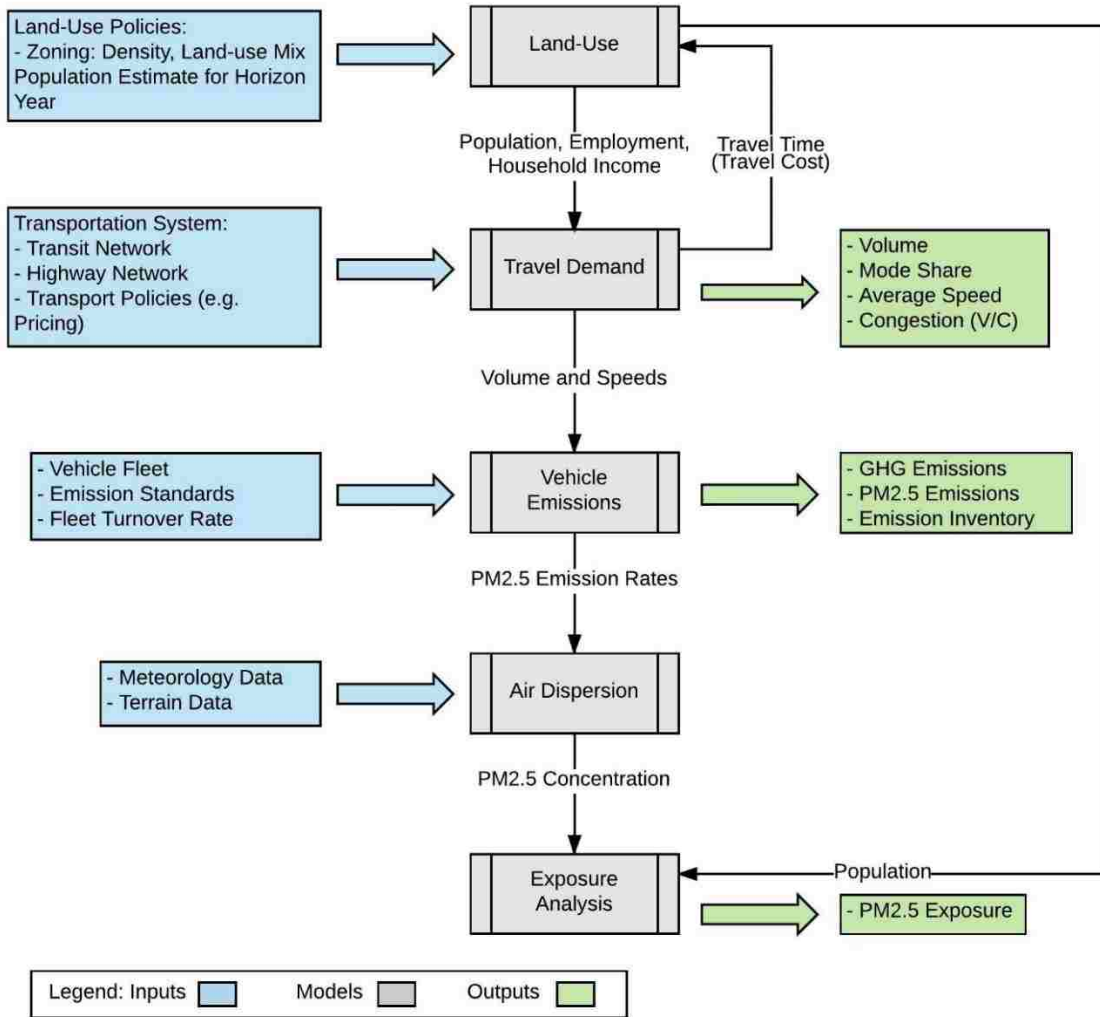 Land-Use Policies:
- Zoning: Density, Land-use Mix
Population Estimate for Horizon
Year
Land-Use
Population, Employment,
Household Income
Travel Time
(Travel Cost)
Transportation System:
- Transit Network
- Highway Network
- Transport Policies (e.g.
Pricing)
Travel Demand
- Volume
- Mode Share
- Average Speed
- Congestion (V/C)
Volume and Speeds
- Vehicle Fleet
- Emission Standards
- Fleet Turnover Rate
Vehicle
Emissions
- GHG Emissions
- PM2.5 Emissions
- Emission Inventory
PM2.5 Emission Rates
- Meteorology Data
- Terrain Data
Air Dispersion
PM2.5 Concentration
Exposure
Analysis
Population
- PM2.5 Exposure
Legend: Inputs Models Outputs